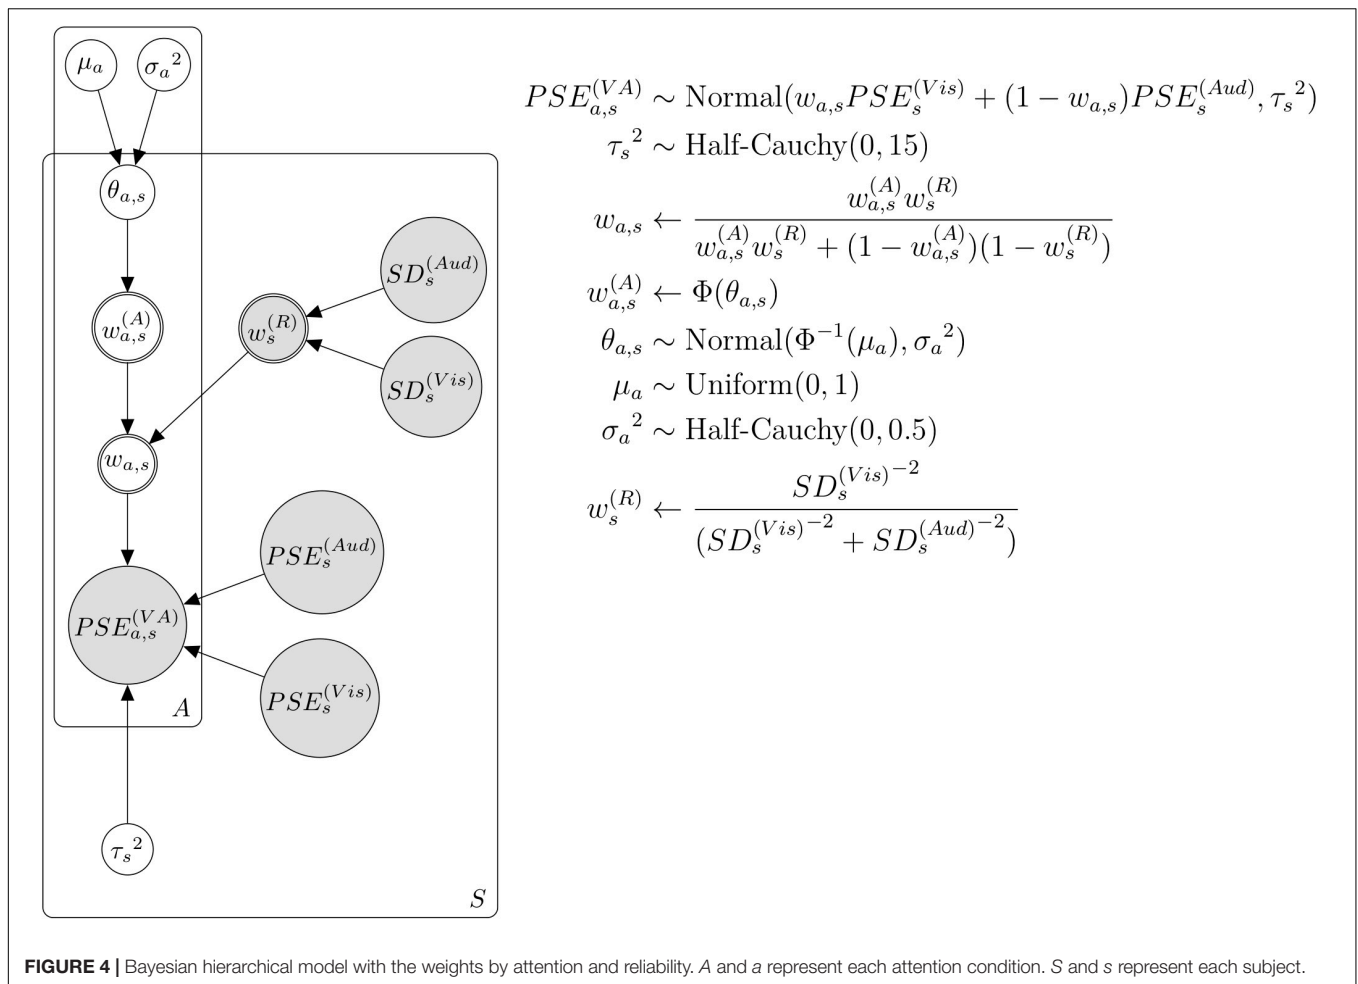 μ_a
σ_a^2
θ_{a,s}
w_{a,s}^{(A)}
w_s^{(R)}
SD_s^{(Aud)}
SD_s^{(Vis)}
w_{a,s}
PSE_{a,s}^{(VA)}
PSE_s^{(Aud)}
PSE_s^{(Vis)}
A
τ_s^2
S
PSE_{a,s}^{(VA)} ∼ Normal(w_{a,s}PSE_s^{(Vis)} + (1 − w_{a,s})PSE_s^{(Aud)}, τ_s^2)
τ_s^2 ∼ Half-Cauchy(0, 15)
w_{a,s} ← \frac{w_{a,s}^{(A)} w_s^{(R)}}{w_{a,s}^{(A)} w_s^{(R)} + (1 − w_{a,s}^{(A)})(1 − w_s^{(R)})}
w_{a,s}^{(A)} ← Φ(θ_{a,s})
θ_{a,s} ∼ Normal(Φ^{−1}(μ_a), σ_a^2)
μ_a ∼ Uniform(0, 1)
σ_a^2 ∼ Half-Cauchy(0, 0.5)
w_s^{(R)} ← \frac{SD_s^{(Vis)−2}}{(SD_s^{(Vis)−2} + SD_s^{(Aud)−2})}
FIGURE 4 | Bayesian hierarchical model with the weights by attention and reliability. A and a represent each attention condition. S and s represent each subject.